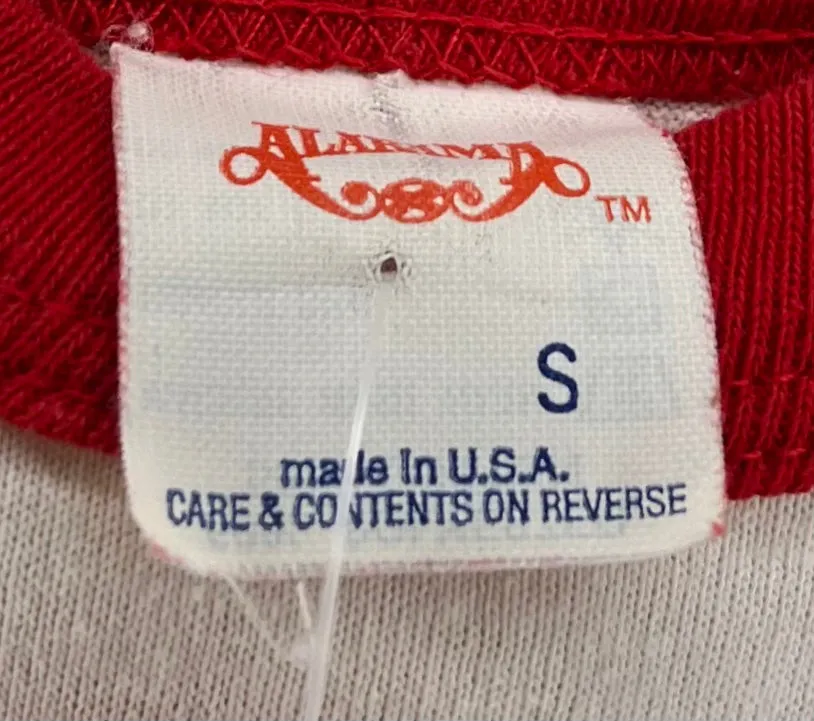 ALABAMA
TM
S
made In U.S.A.
CARE & CONTENTS ON REVERSE